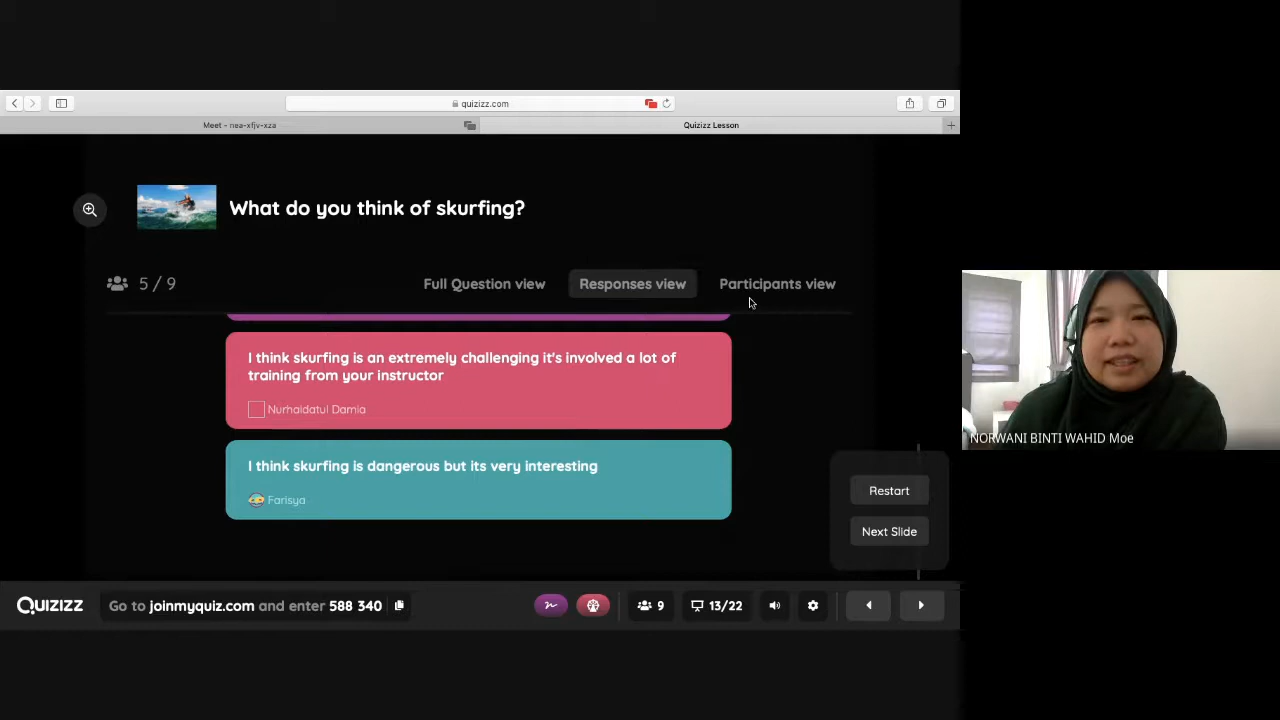 quizizz.com
Meet - nea-xfjv-xza
Quizizz Lesson
What do you think of skurfing?
5 / 9
Full Question view
Responses view
Participants view
I think skurfing is an extremely challenging it's involved a lot of
training from your instructor
Nurhaidatul Damia
I think skurfing is dangerous but its very interesting
Farisya
NORWANI BINTI WAHID Moe
Restart
Next Slide
QUIZIZZ
Go to joinmyquiz.com and enter 588 340
9
13/22